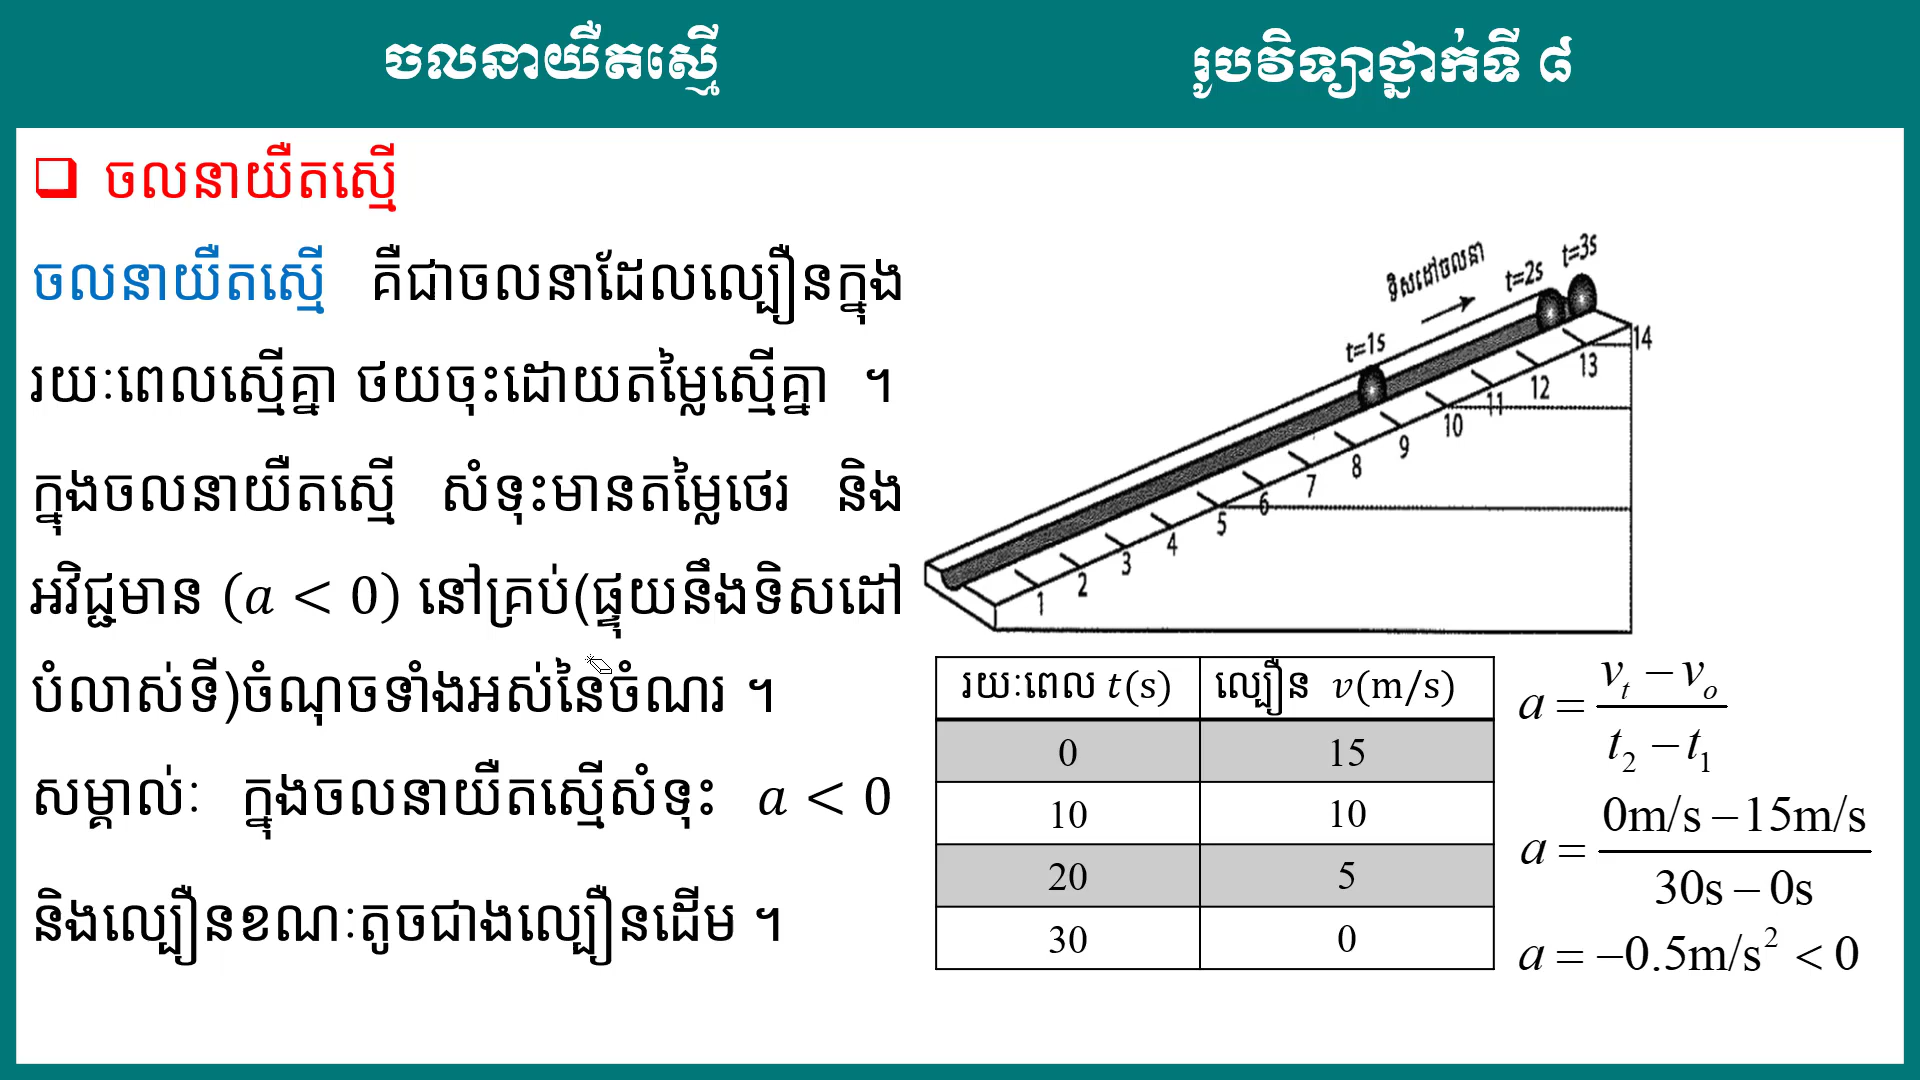 ចលនាយឺតស្មើ
រូបវិទ្យាថ្នាក់ទី ៨
❑ ចលនាយឺតស្មើ
ចលនាយឺតស្មើ គឺជាចលនាដែលល្បឿនក្នុង
រយៈពេលស្មើគ្នា ថយចុះដោយតម្លៃស្មើគ្នា ។
ក្នុងចលនាយឺតស្មើ សំទុះមានតម្លៃថេរ និង
អវិជ្ជមាន (a < 0) នៅគ្រប់(ផ្ទុយនឹងទិសដៅ
បំលាស់ទី)ចំណុចទាំងអស់នៃចំណរ ។
សម្គាល់ៈ ក្នុងចលនាយឺតស្មើសំទុះ a < 0
និងល្បឿនខណៈតូចជាងល្បឿនដើម ។
ទិសដៅចលនា
t=1s
t=2s
t=3s
1 2 3 4 5 6 7 8 9 10 11 12 13 14
រយៈពេល t(s) ល្បឿន v(m/s)
0 15
10 10
20 5
30 0
a = (v_t − v_o) / (t_2 − t_1)
a = (0m/s − 15m/s) / (30s − 0s)
a = −0.5m/s² < 0